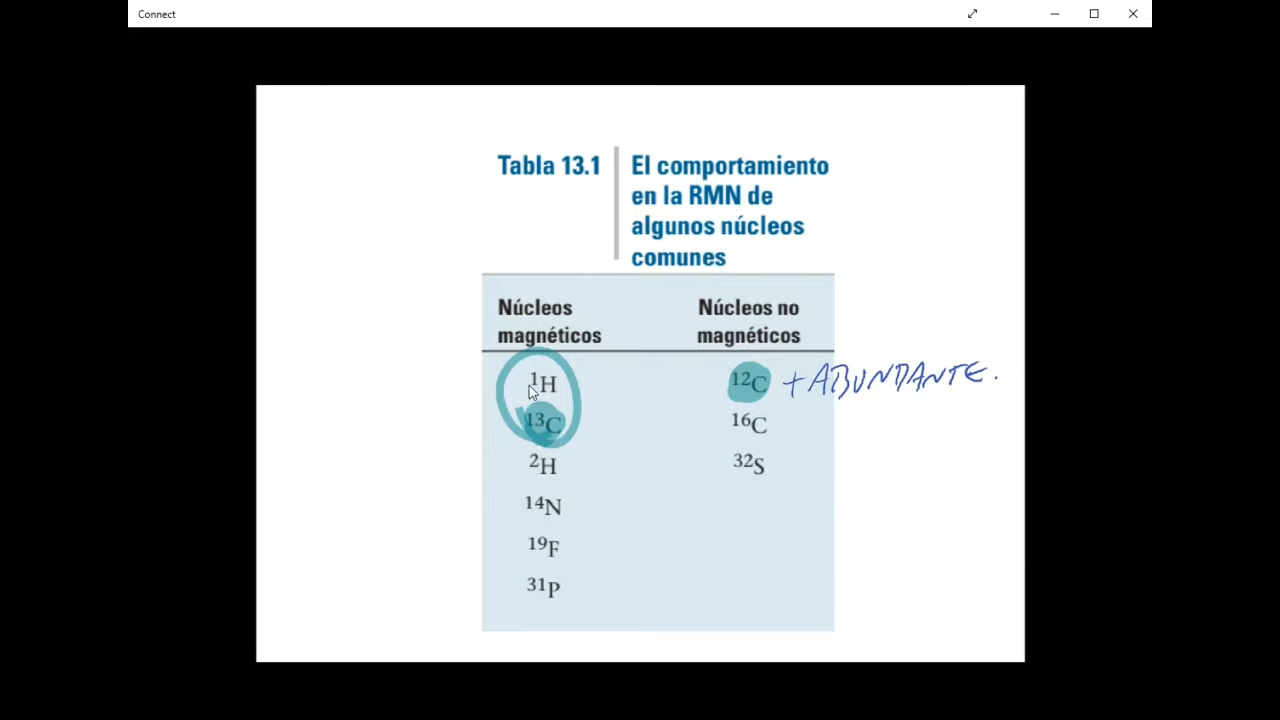 Connect
Tabla 13.1
El comportamiento
en la RMN de
algunos núcleos
comunes
Núcleos
magnéticos
Núcleos no
magnéticos
¹H
¹²C + ABUNDANTE.
¹³C
¹⁶C
²H
³²S
¹⁴N
¹⁹F
³¹P